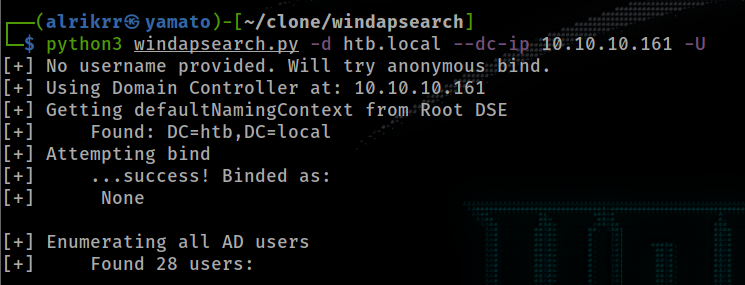 ┌──(alrikrr㉿yamato)-[~/clone/windapsearch]
└─$ python3 windapsearch.py -d htb.local --dc-ip 10.10.10.161 -U
[+] No username provided. Will try anonymous bind.
[+] Using Domain Controller at: 10.10.10.161
[+] Getting defaultNamingContext from Root DSE
[+]     Found: DC=htb,DC=local
[+] Attempting bind
[+]     ...success! Binded as:
[+]      None
[+] Enumerating all AD users
[+]     Found 28 users: